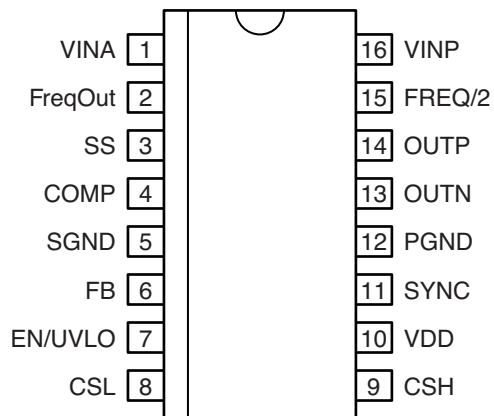 VINA 1 16 VINP
FreqOut 2 15 FREQ/2
SS 3 14 OUTP
COMP 4 13 OUTN
SGND 5 12 PGND
FB 6 11 SYNC
EN/UVLO 7 10 VDD
CSL 8 9 CSH